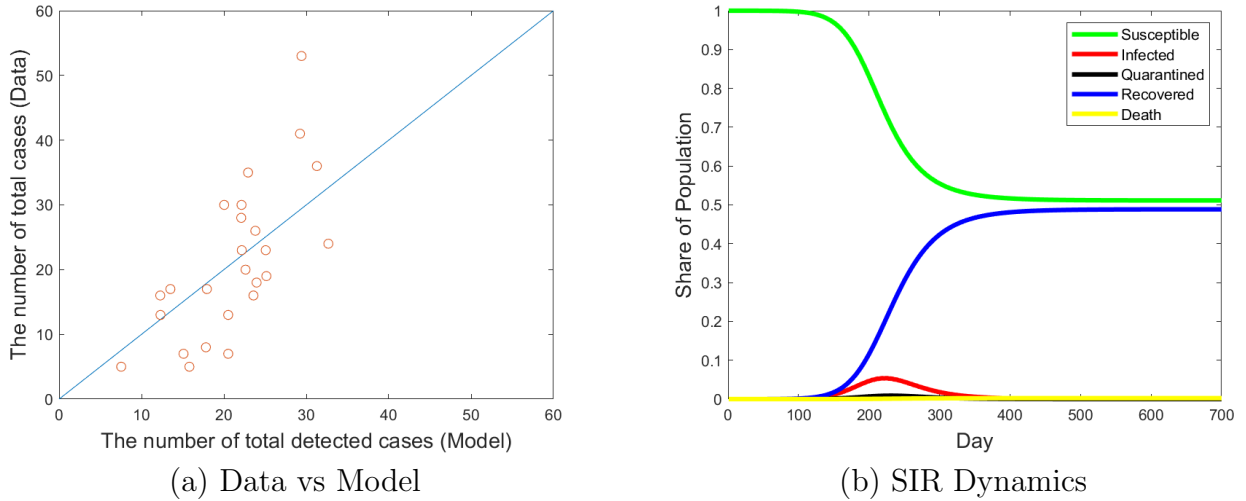 The number of total cases (Data)
60
50
40
30
20
10
0
0 10 20 30 40 50 60
The number of total detected cases (Model)
(a) Data vs Model
Share of Population
1
0.9
0.8
0.7
0.6
0.5
0.4
0.3
0.2
0.1
0
0 100 200 300 400 500 600 700
Day
Susceptible
Infected
Quarantined
Recovered
Death
(b) SIR Dynamics